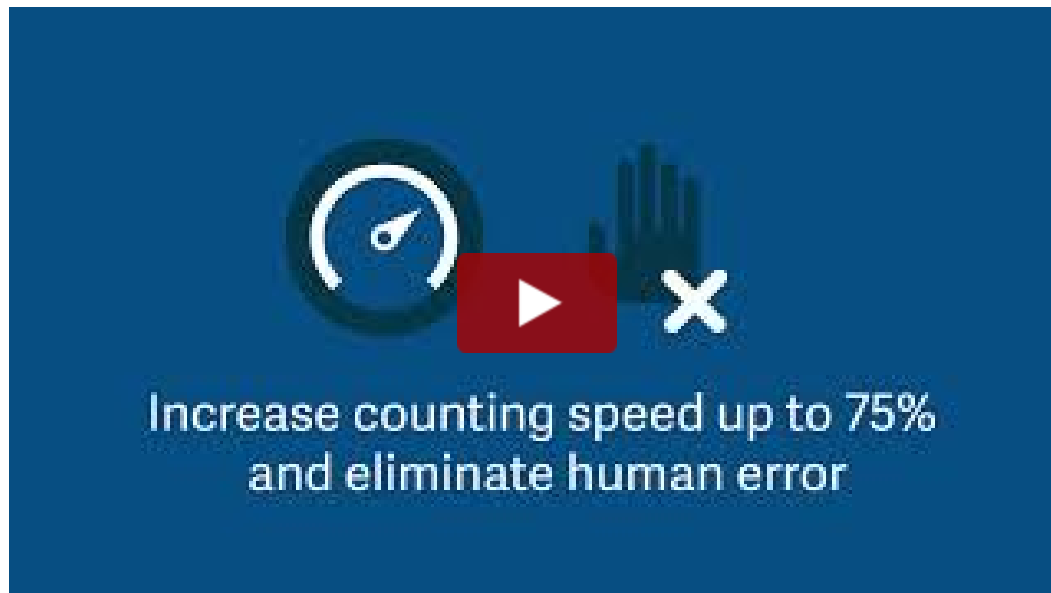 Increase counting speed up to 75%
and eliminate human error